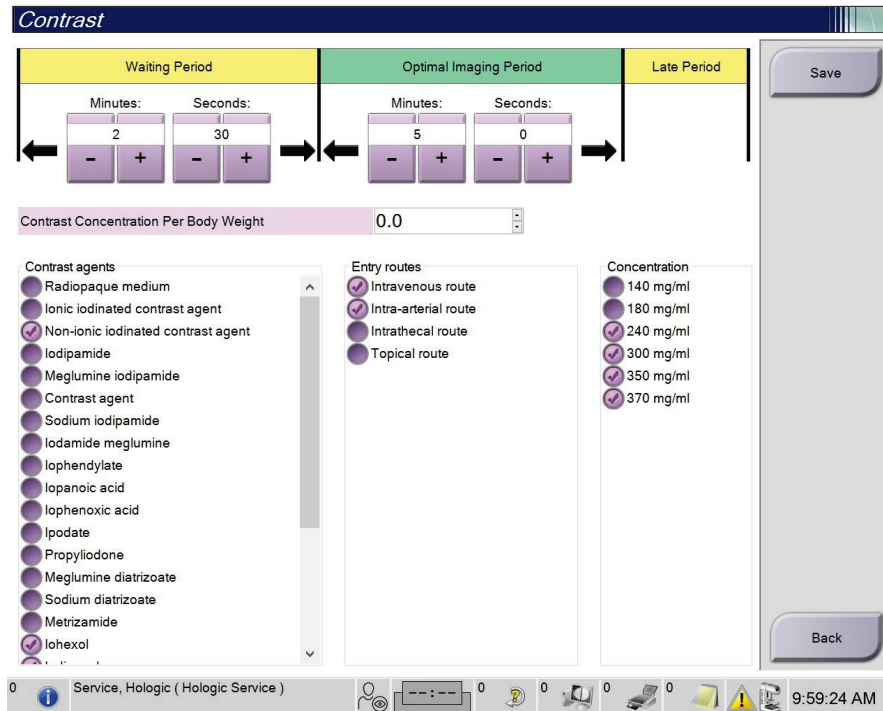 Contrast
Waiting Period
Optimal Imaging Period
Late Period
Save
Minutes: Seconds:
2 30
- + - +
Minutes: Seconds:
5 0
- + - +
Contrast Concentration Per Body Weight 0.0
Contrast agents
Radiopaque medium
Ionic iodinated contrast agent
Non-ionic iodinated contrast agent
Iodipamide
Meglumine iodipamide
Contrast agent
Sodium iodipamide
Iodamide meglumine
Iophendylate
Iopanoic acid
Iophenoxic acid
Ipodate
Propyliodone
Meglumine diatrizoate
Sodium diatrizoate
Metrizamide
Iohexol
Entry routes
Intravenous route
Intra-arterial route
Intrathecal route
Topical route
Concentration
140 mg/ml
180 mg/ml
240 mg/ml
300 mg/ml
350 mg/ml
370 mg/ml
Back
0 Service, Hologic ( Hologic Service ) --:-- 0 0 0 0 9:59:24 AM